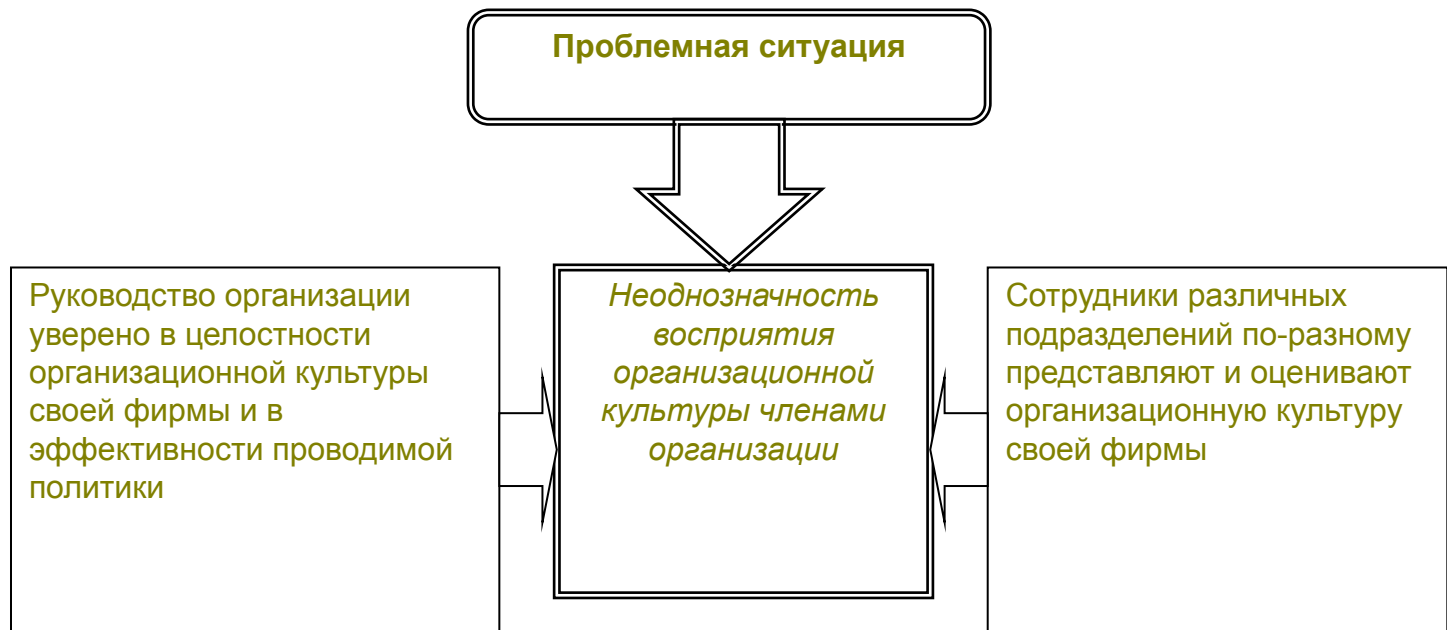 Проблемная ситуация
Руководство организации
уверено в целостности
организационной культуры
своей фирмы и в
эффективности проводимой
политики
Неоднозначность
восприятия
организационной
культуры членами
организации
Сотрудники различных
подразделений по-разному
представляют и оценивают
организационную культуру
своей фирмы